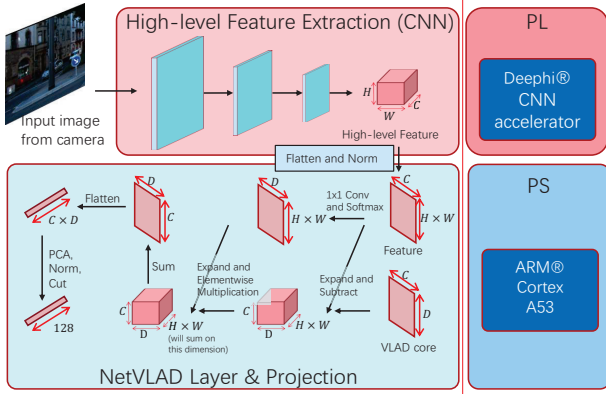 High-level Feature Extraction (CNN)
PL
Input image
from camera
H
W
C
High-level Feature
Deephi®
CNN
accelerator
Flatten and Norm
PS
Flatten
C × D
D
C
D
H × W
1x1 Conv
and Softmax
C
H × W
Feature
PCA,
Norm,
Cut
Sum
Expand and
Elementwise
Multiplication
Expand and
Subtract
128
C
D
H × W
(will sum on
this dimension)
C
D
H × W
C
D
VLAD core
ARM®
Cortex
A53
NetVLAD Layer & Projection